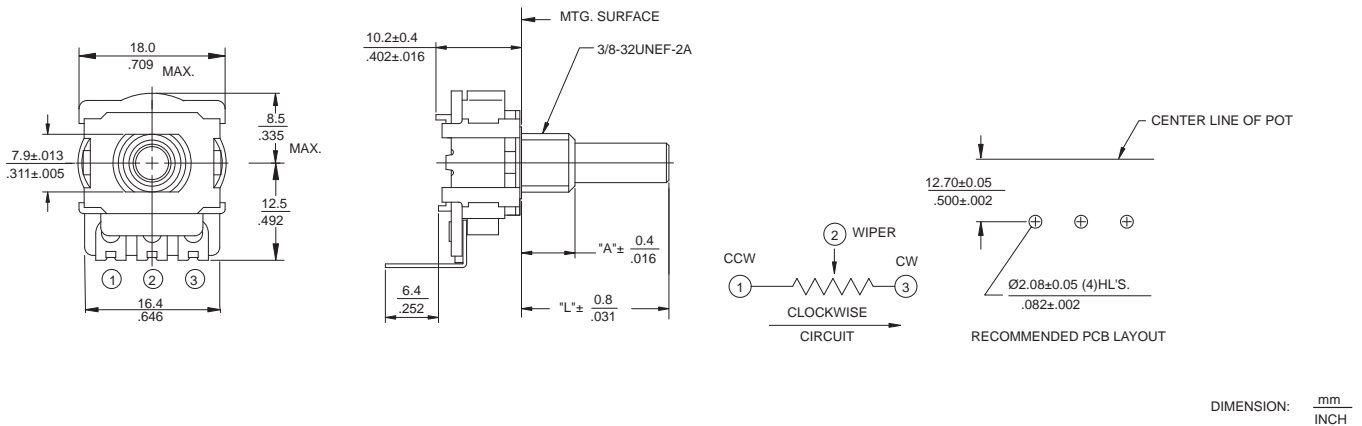 18.0
.709
MAX.
8.5
.335
MAX.
7.9±.013
.311±.005
12.5
.492
1
2
3
16.4
.646
MTG. SURFACE
10.2±0.4
.402±.016
3/8-32UNEF-2A
"A"± 0.4
.016
6.4
.252
"L"± 0.8
.031
2 WIPER
CCW
CW
1
3
CLOCKWISE
CIRCUIT
CENTER LINE OF POT
12.70±0.05
.500±.002
Ø2.08±0.05 (4)HL'S.
.082±.002
RECOMMENDED PCB LAYOUT
DIMENSION: mm
INCH